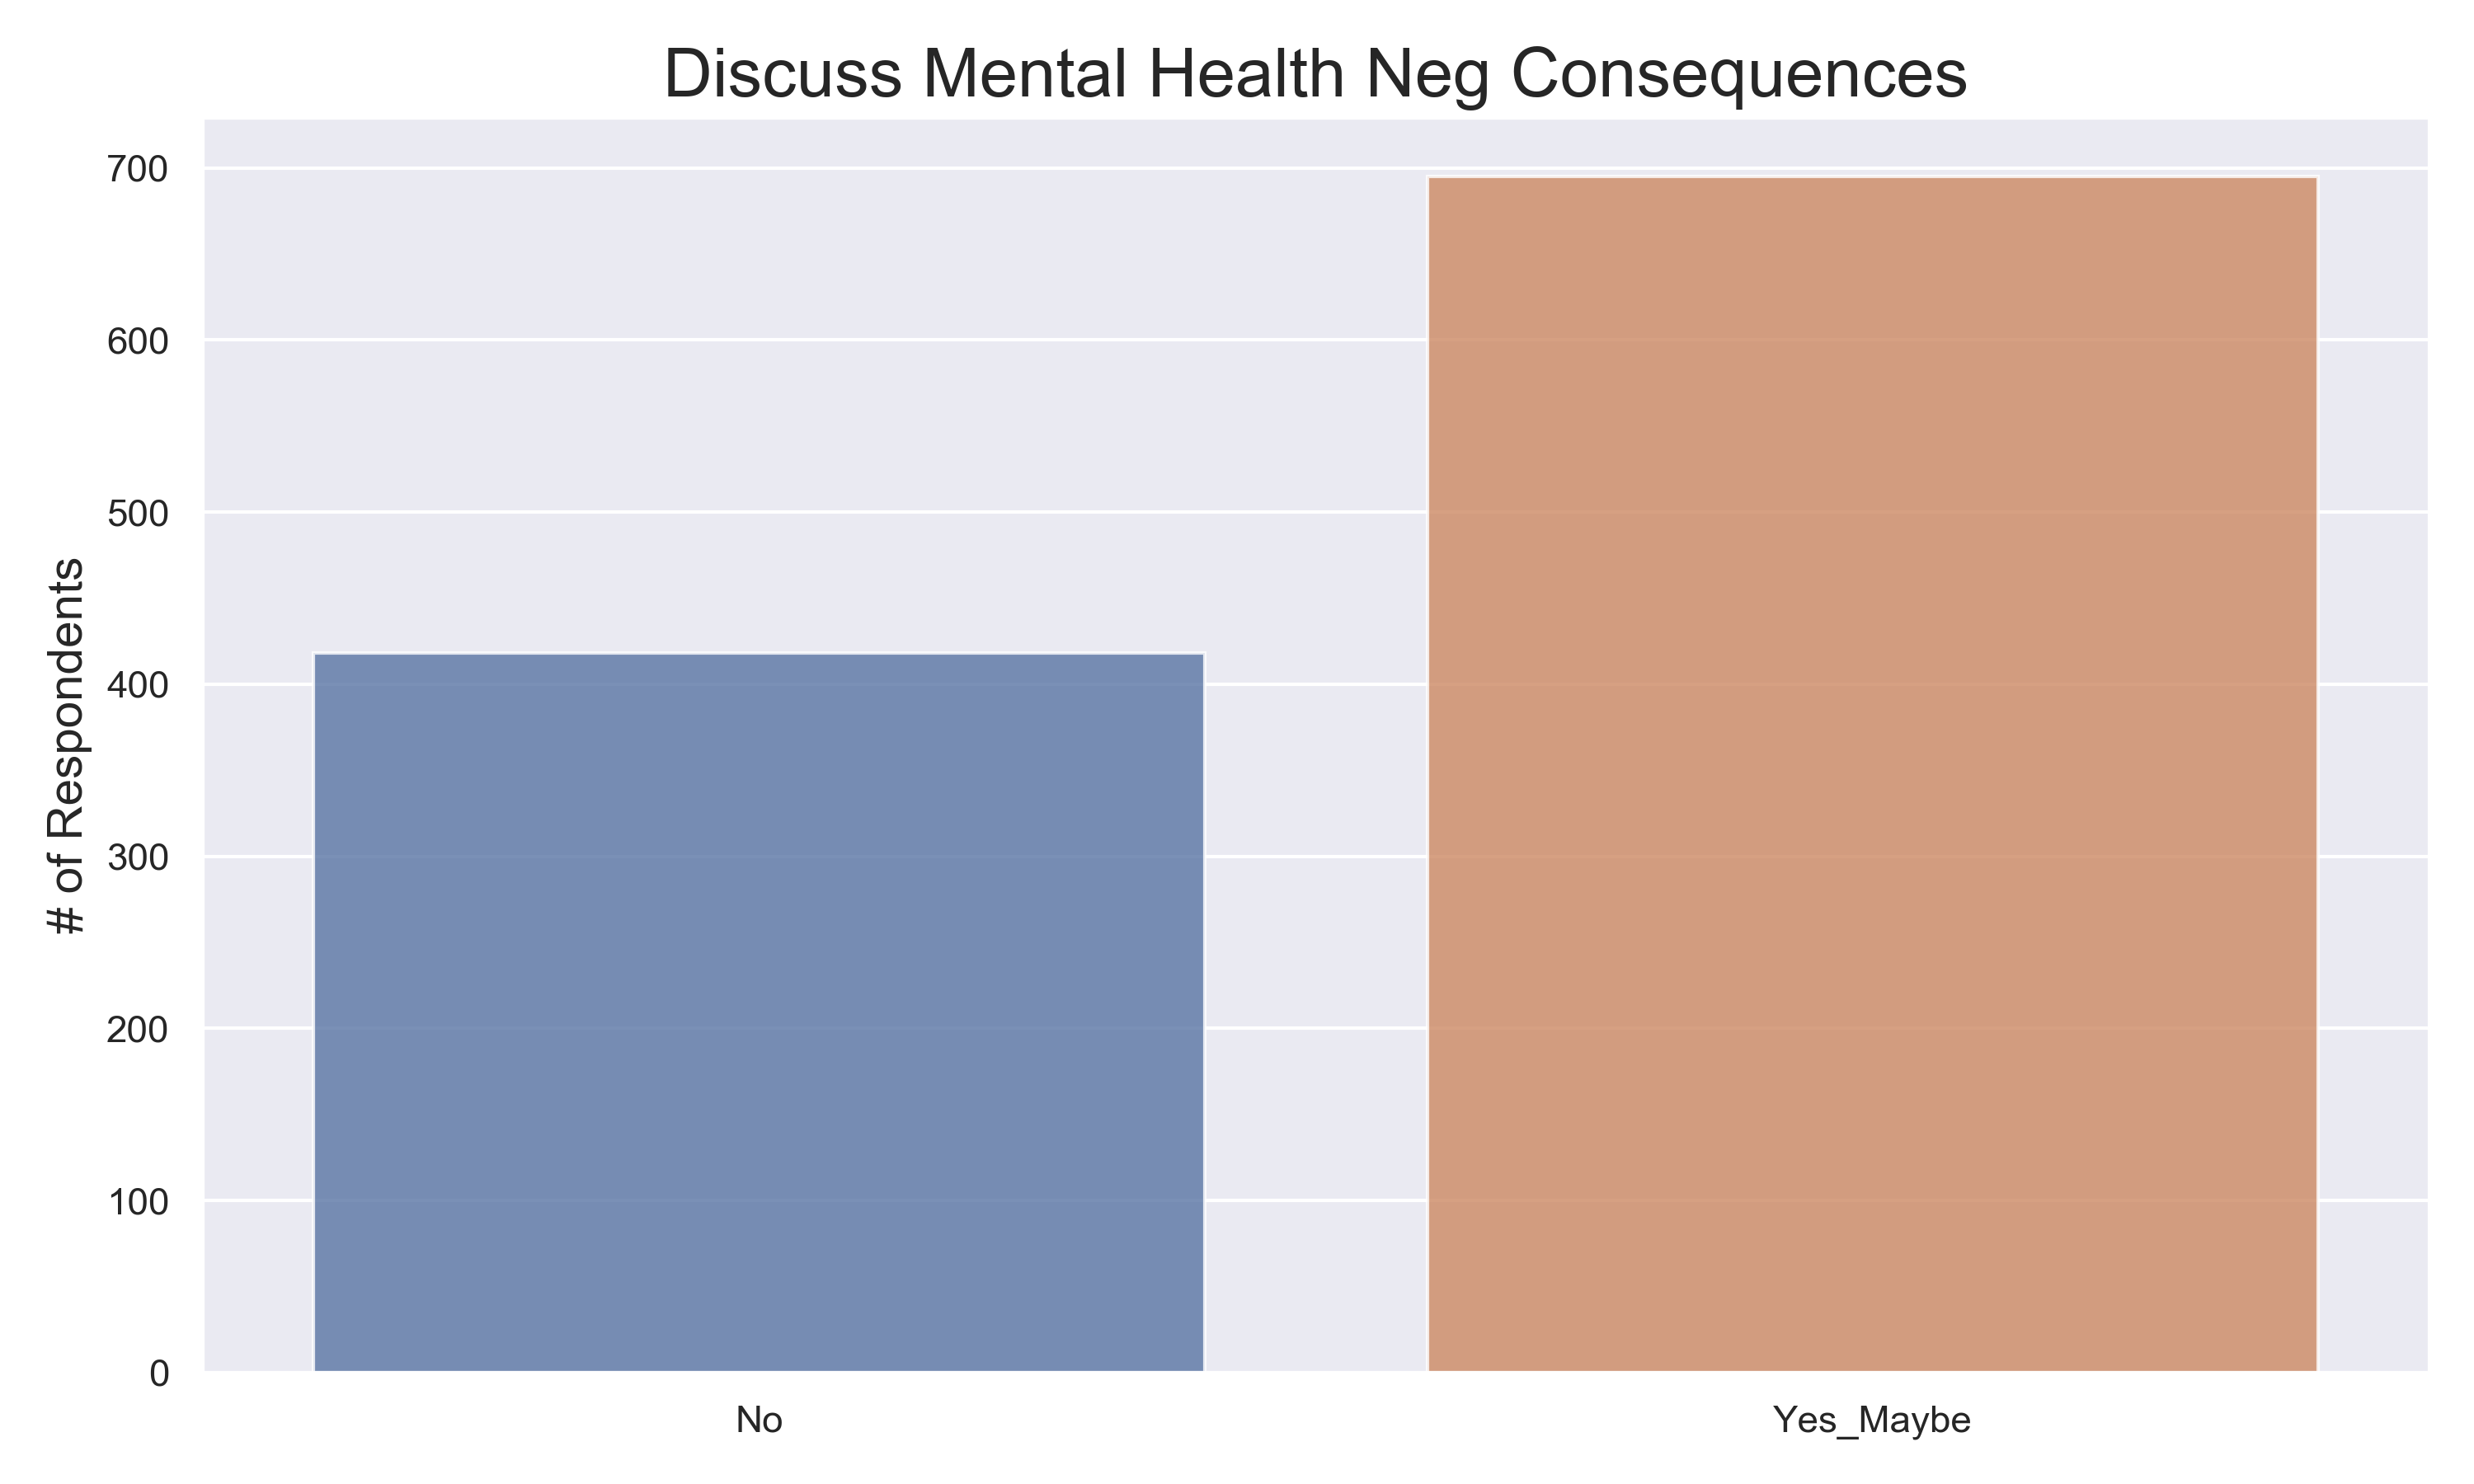 Discuss Mental Health Neg Consequences
700
600
500
400
300
200
100
0
# of Respondents
No
Yes_Maybe